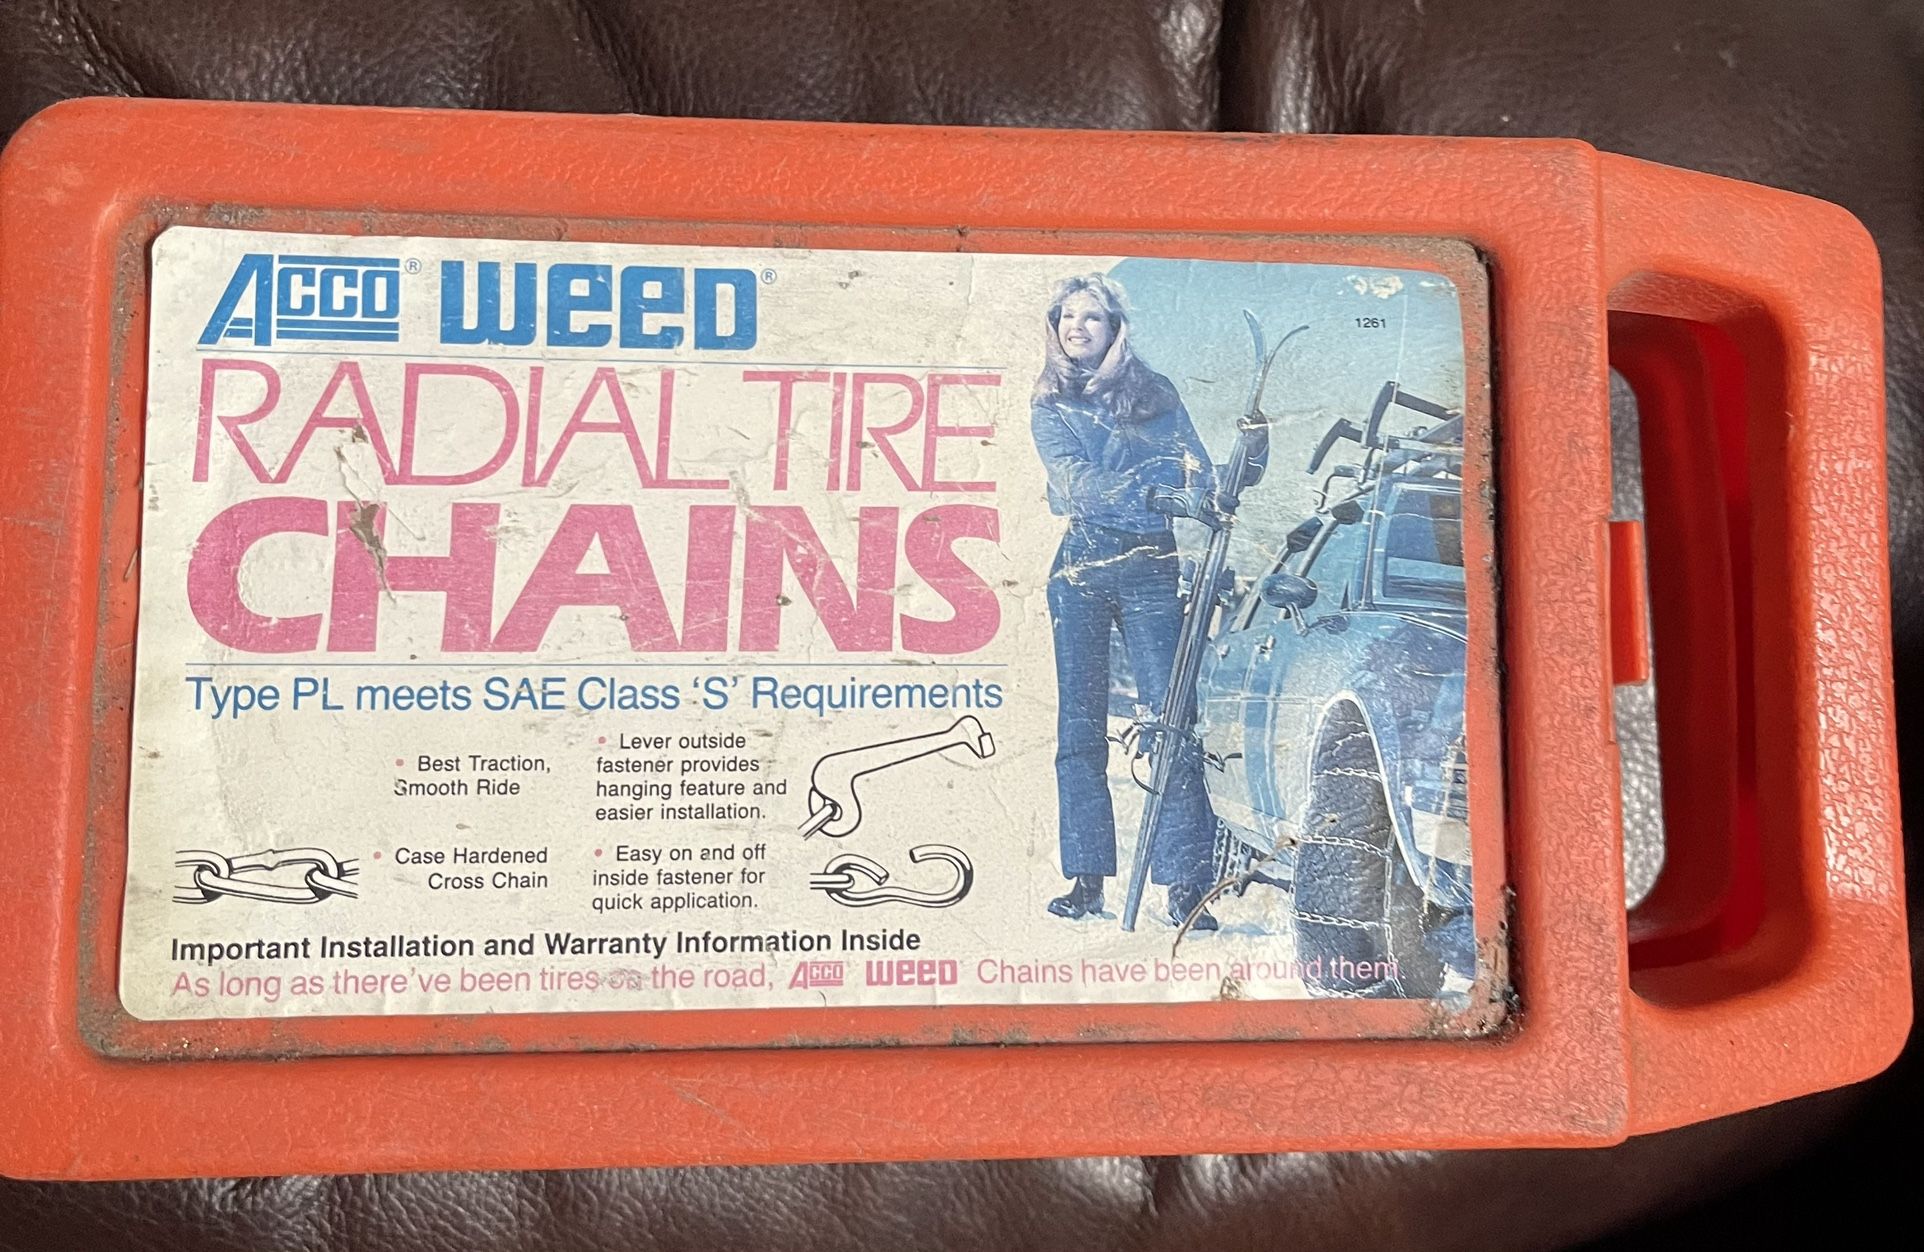 ACCO® WEED®
RADIAL TIRE
CHAINS
Type PL meets SAE Class ‘S’ Requirements
• Best Traction,
Smooth Ride
• Lever outside
fastener provides
hanging feature and
easier installation.
• Case Hardened
Cross Chain
• Easy on and off
inside fastener for
quick application.
Important Installation and Warranty Information Inside
As long as there've been tires on the road, ACCO WEED Chains have been around them.
1261